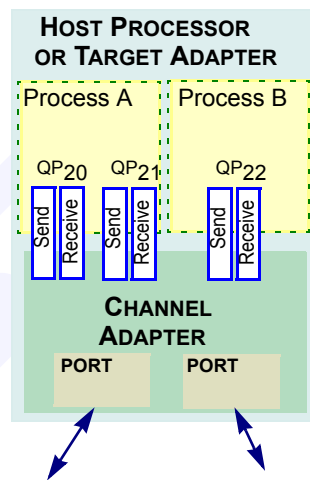 HOST PROCESSOR
OR TARGET ADAPTER
Process A
Process B
QP20
QP21
QP22
Send
Receive
Send
Receive
Send
Receive
CHANNEL
ADAPTER
PORT
PORT